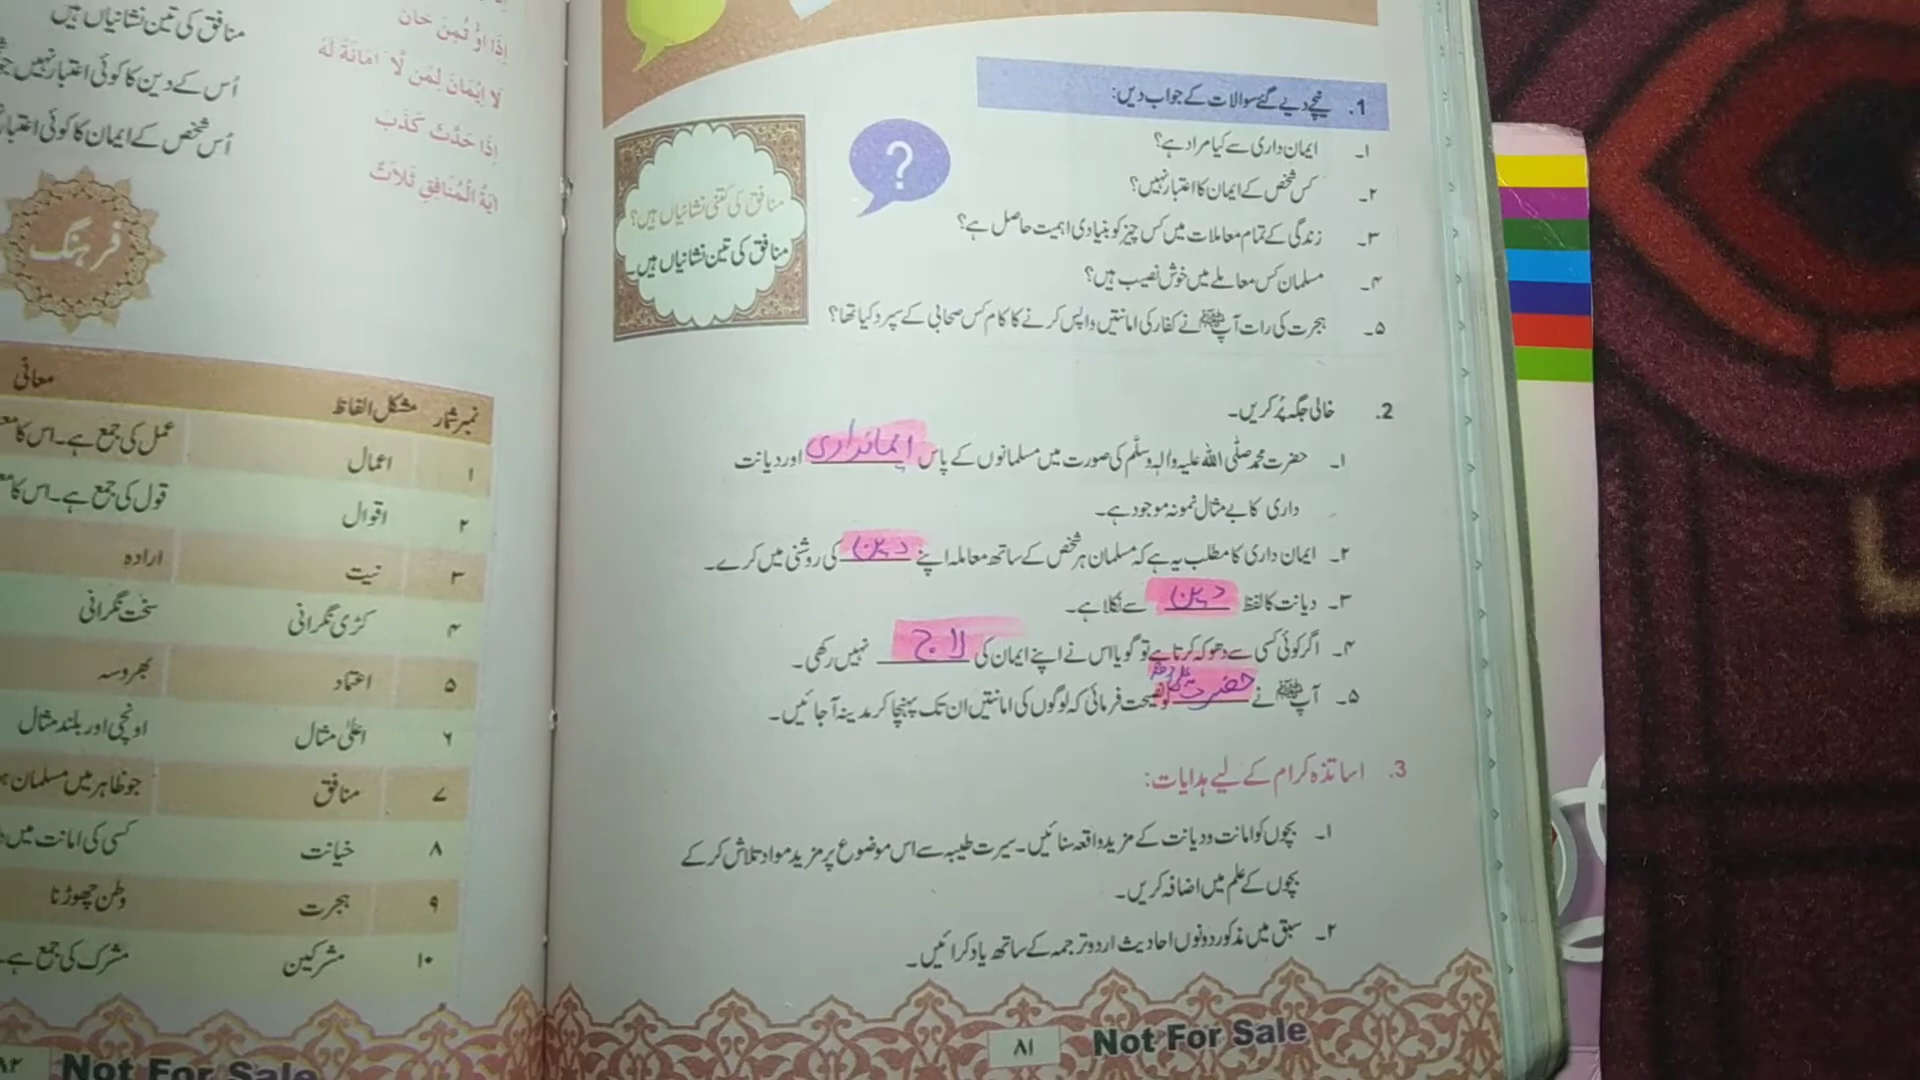 1. نیچے دیے گئے سوالات کے جواب دیں:
۱۔ ایمان داری سے کیا مراد ہے؟
۲۔ کس شخص کے ایمان کا اعتبار نہیں؟
۳۔ زندگی کے تمام معاملات میں کس چیز کو بنیادی اہمیت حاصل ہے؟
۴۔ مسلمان کس معاملے میں خوش نصیب ہیں؟
۵۔ ہجرت کی رات آپ ﷺ نے کفار کی امانتیں واپس کرنے کا کام کس صحابی کے سپرد کیا تھا؟
?
منافق کی کتنی نشانیاں ہیں؟
منافق کی تین نشانیاں ہیں۔
2. خالی جگہ پُر کریں۔
۱۔ حضرت محمد صلی اللہ علیہ وآلہ وسلم کی صورت میں مسلمانوں کے پاس ایمانداری اور دیانت
داری کا بے مثال نمونہ موجود ہے۔
۲۔ ایمان داری کا مطلب یہ ہے کہ مسلمان ہر شخص کے ساتھ معاملہ اپنے دین کی روشنی میں کرے۔
۳۔ دیانت کا لفظ دین سے نکلا ہے۔
۴۔ اگر کوئی کسی سے دھوکہ کرتا ہے تو گویا اس نے اپنے ایمان کی لاج نہیں رکھی۔
۵۔ آپ ﷺ نے حضرت کو نصیحت فرمائی کہ لوگوں کی امانتیں ان تک پہنچا کر مدینہ آ جائیں۔
3. اساتذہ کرام کے لیے ہدایات:
۱۔ بچوں کو امانت و دیانت کے مزید واقعہ سنائیں۔ سیرت طیبہ سے اس موضوع پر مزید مواد تلاش کر کے
بچوں کے علم میں اضافہ کریں۔
۲۔ سبق میں مذکور دونوں احادیث اردو ترجمہ کے ساتھ یاد کرائیں۔
۸۱ Not For Sale
إِذَا اؤْتُمِنَ خَانَ منافق کی تین نشانیاں ہیں
لَا إِيْمَانَ لِمَن لَّا أَمَانَةَ لَهُ اُس کے دین کا کوئی اعتبار نہیں
إِذَا حَدَّثَ كَذَبَ اُس شخص کے ایمان کا کوئی اعتبار
ايَةُ الْمُنَافِقِ ثَلَاثٌ
فرہنگ
نمبر شمار مشکل الفاظ معانی
۱ اعمال عمل کی جمع ہے۔ اس کا
۲ اقوال قول کی جمع ہے۔ اس کا
۳ نیت ارادہ
۴ کڑی نگرانی سخت نگرانی
۵ اعتماد بھروسہ
۶ اعلیٰ مثال اونچی اور بلند مثال
۷ منافق جو ظاہر میں مسلمان
۸ خیانت کسی کی امانت میں
۹ ہجرت وطن چھوڑنا
۱۰ مشرکین مشرک کی جمع ہے۔
۸۲ Not For Sale